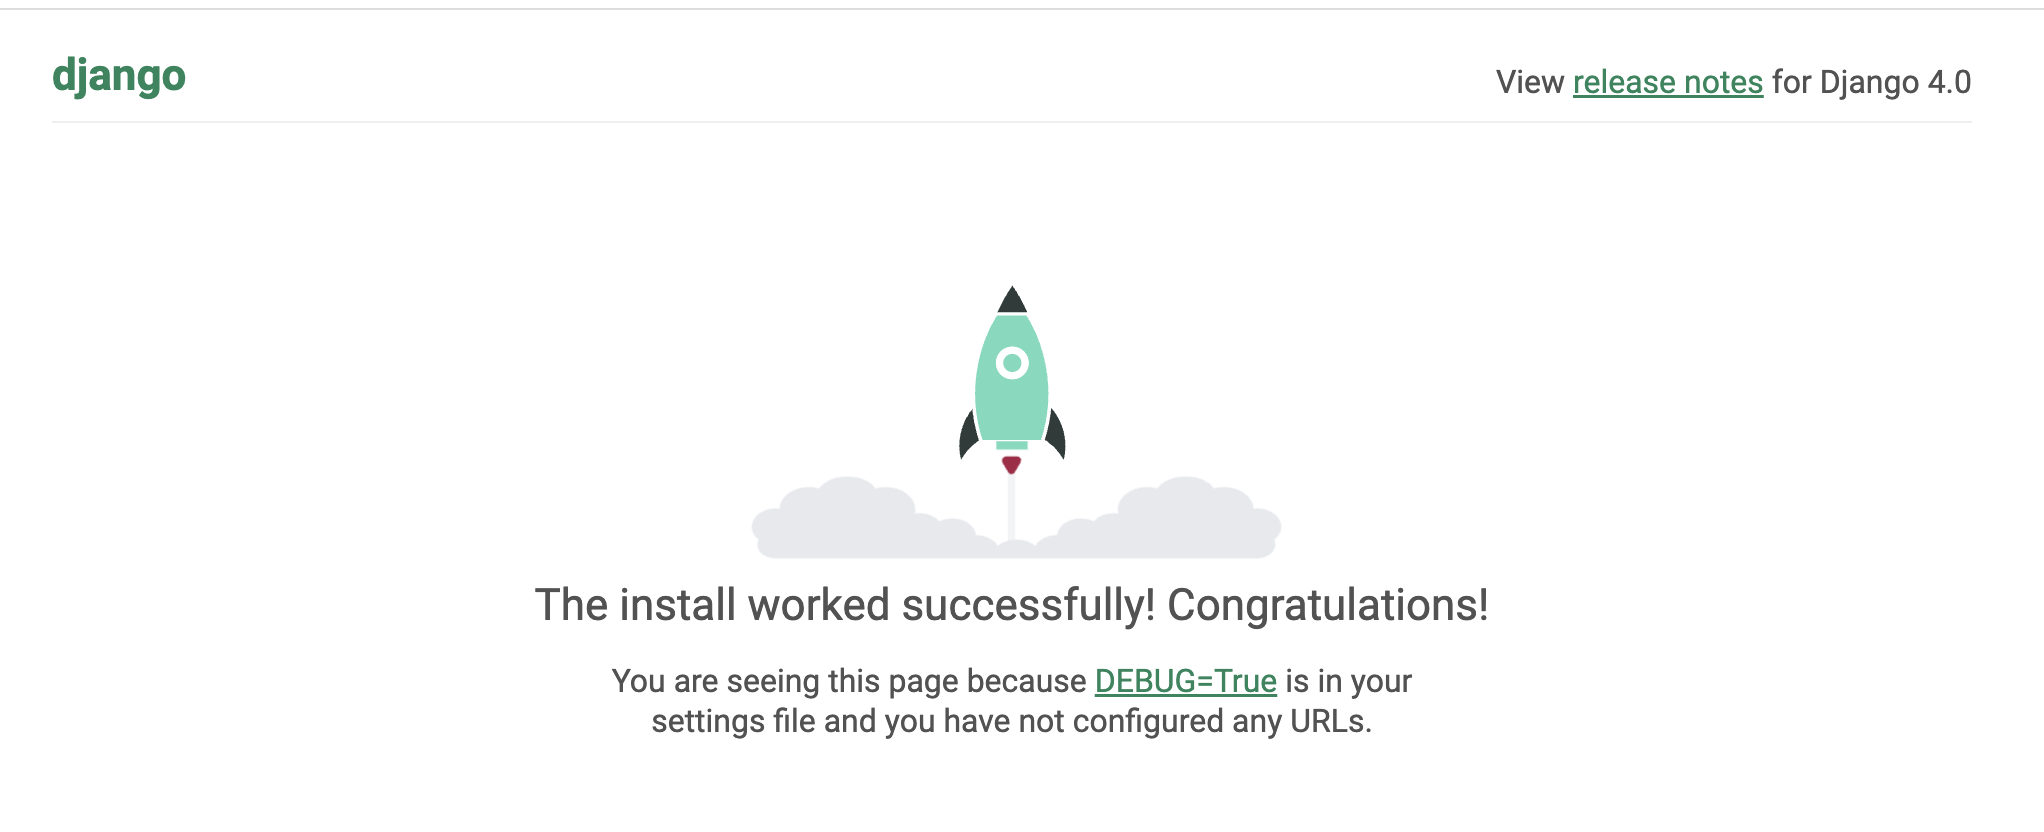 django
View release notes for Django 4.0
The install worked successfully! Congratulations!
You are seeing this page because DEBUG=True is in your
settings file and you have not configured any URLs.